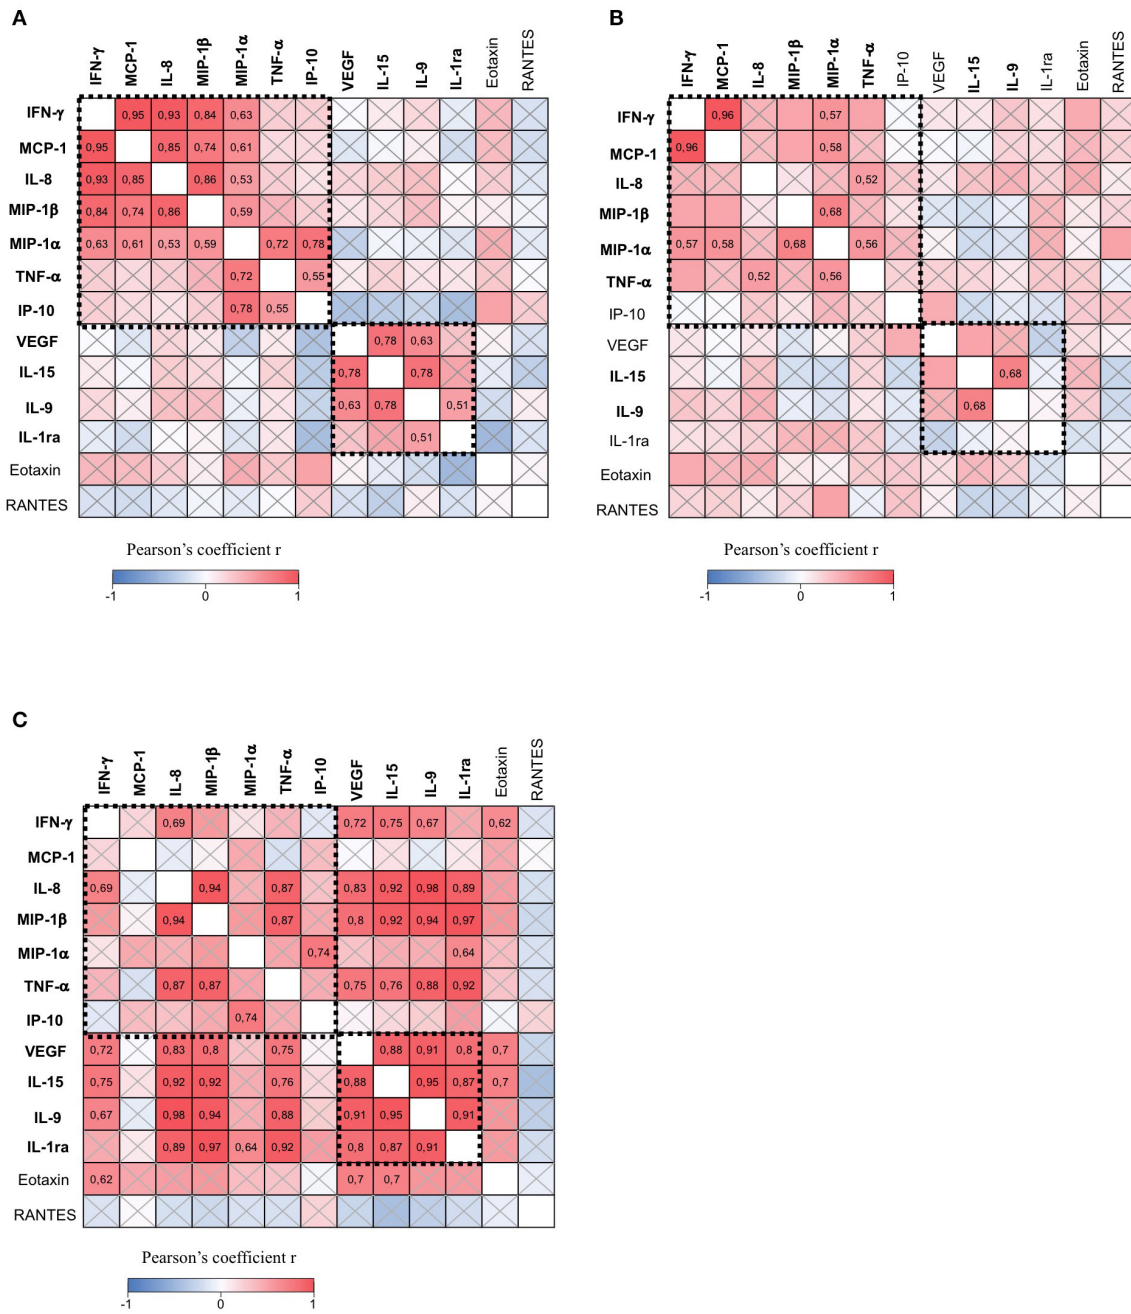 A
IFN-γ MCP-1 IL-8 MIP-1β MIP-1α TNF-α IP-10 VEGF IL-15 IL-9 IL-1ra Eotaxin RANTES
IFN-γ 0,95 0,93 0,84 0,63
MCP-1 0,95 0,85 0,74 0,61
IL-8 0,93 0,85 0,86 0,53
MIP-1β 0,84 0,74 0,86 0,59
MIP-1α 0,63 0,61 0,53 0,59 0,72 0,78
TNF-α 0,72 0,55
IP-10 0,78 0,55
VEGF 0,78 0,63
IL-15 0,78 0,78
IL-9 0,63 0,78 0,51
IL-1ra 0,51
Eotaxin
RANTES
Pearson's coefficient r
-1 0 1
B
IFN-γ MCP-1 IL-8 MIP-1β MIP-1α TNF-α IP-10 VEGF IL-15 IL-9 IL-1ra Eotaxin RANTES
IFN-γ 0,96 0,57
MCP-1 0,96 0,58
IL-8 0,52
MIP-1β 0,68
MIP-1α 0,57 0,58 0,68 0,56
TNF-α 0,52 0,56
IP-10
VEGF
IL-15 0,68
IL-9 0,68
IL-1ra
Eotaxin
RANTES
Pearson's coefficient r
-1 0 1
C
IFN-γ MCP-1 IL-8 MIP-1β MIP-1α TNF-α IP-10 VEGF IL-15 IL-9 IL-1ra Eotaxin RANTES
IFN-γ 0,69 0,72 0,75 0,67 0,62
MCP-1
IL-8 0,69 0,94 0,87 0,83 0,92 0,98 0,89
MIP-1β 0,94 0,87 0,8 0,92 0,94 0,97
MIP-1α 0,74 0,64
TNF-α 0,87 0,87 0,75 0,76 0,88 0,92
IP-10 0,74
VEGF 0,72 0,83 0,8 0,75 0,88 0,91 0,8 0,7
IL-15 0,75 0,92 0,92 0,76 0,88 0,95 0,87 0,7
IL-9 0,67 0,98 0,94 0,88 0,91 0,95 0,91
IL-1ra 0,89 0,97 0,64 0,92 0,8 0,87 0,91
Eotaxin 0,62 0,7 0,7
RANTES
Pearson's coefficient r
-1 0 1